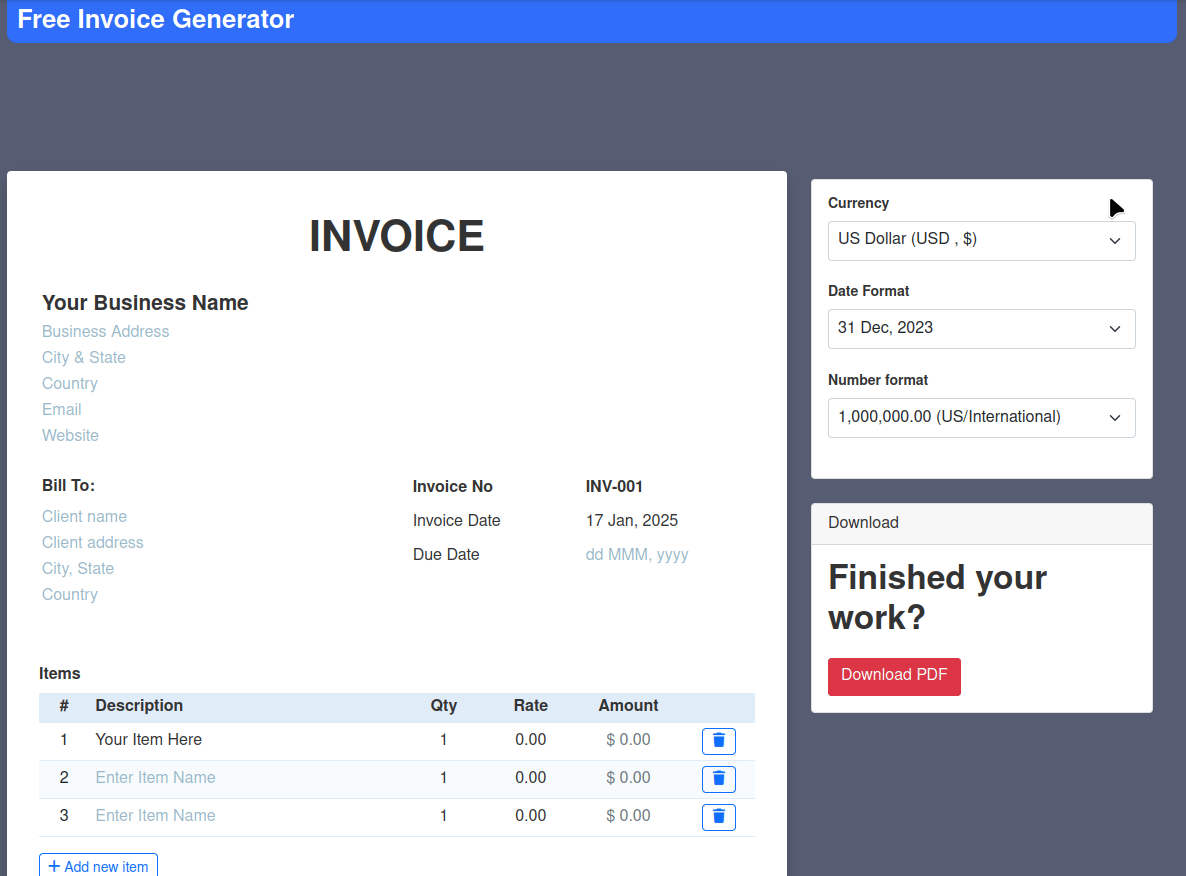 Free Invoice Generator
INVOICE
Your Business Name
Business Address
City & State
Country
Email
Website
Bill To:
Client name
Client address
City, State
Country
Invoice No INV-001
Invoice Date 17 Jan, 2025
Due Date dd MMM, yyyy
Items
# Description Qty Rate Amount
1 Your Item Here 1 0.00 $ 0.00
2 Enter Item Name 1 0.00 $ 0.00
3 Enter Item Name 1 0.00 $ 0.00
+ Add new item
Currency
US Dollar (USD , $)
Date Format
31 Dec, 2023
Number format
1,000,000.00 (US/International)
Download
Finished your
work?
Download PDF